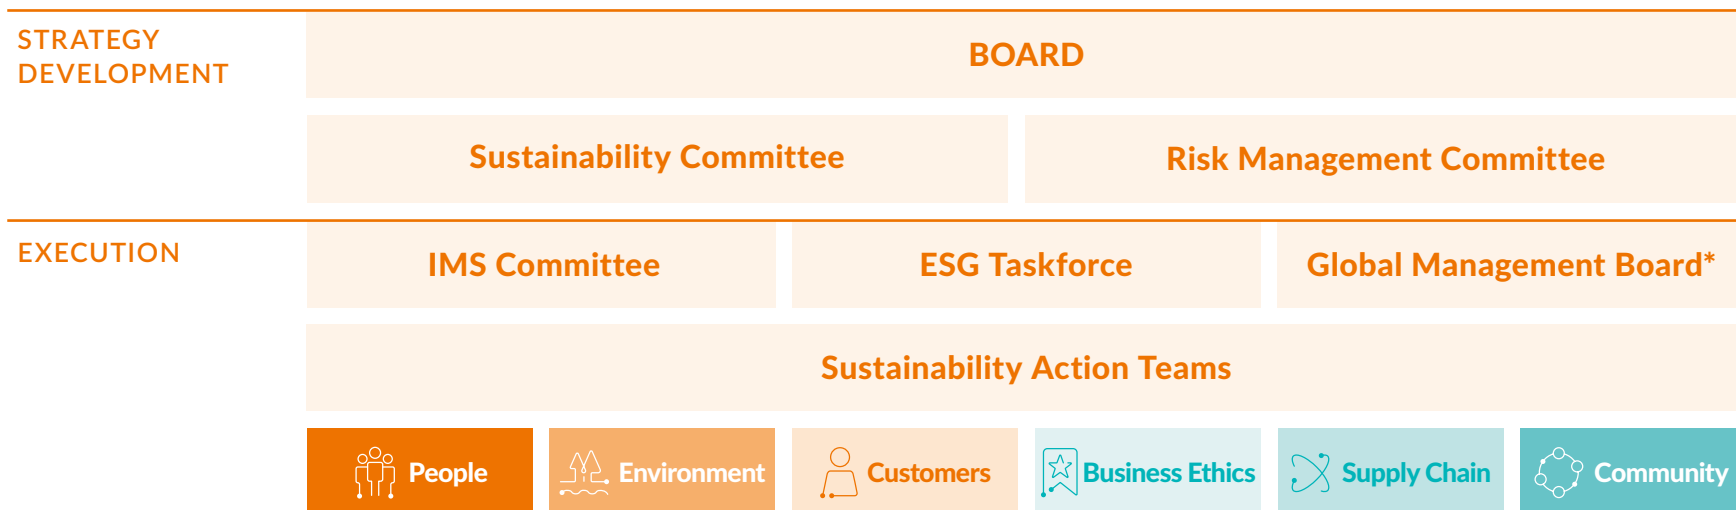 STRATEGY
DEVELOPMENT
BOARD
Sustainability Committee
Risk Management Committee
EXECUTION
IMS Committee
ESG Taskforce
Global Management Board*
Sustainability Action Teams
People
Environment
Customers
Business Ethics
Supply Chain
Community